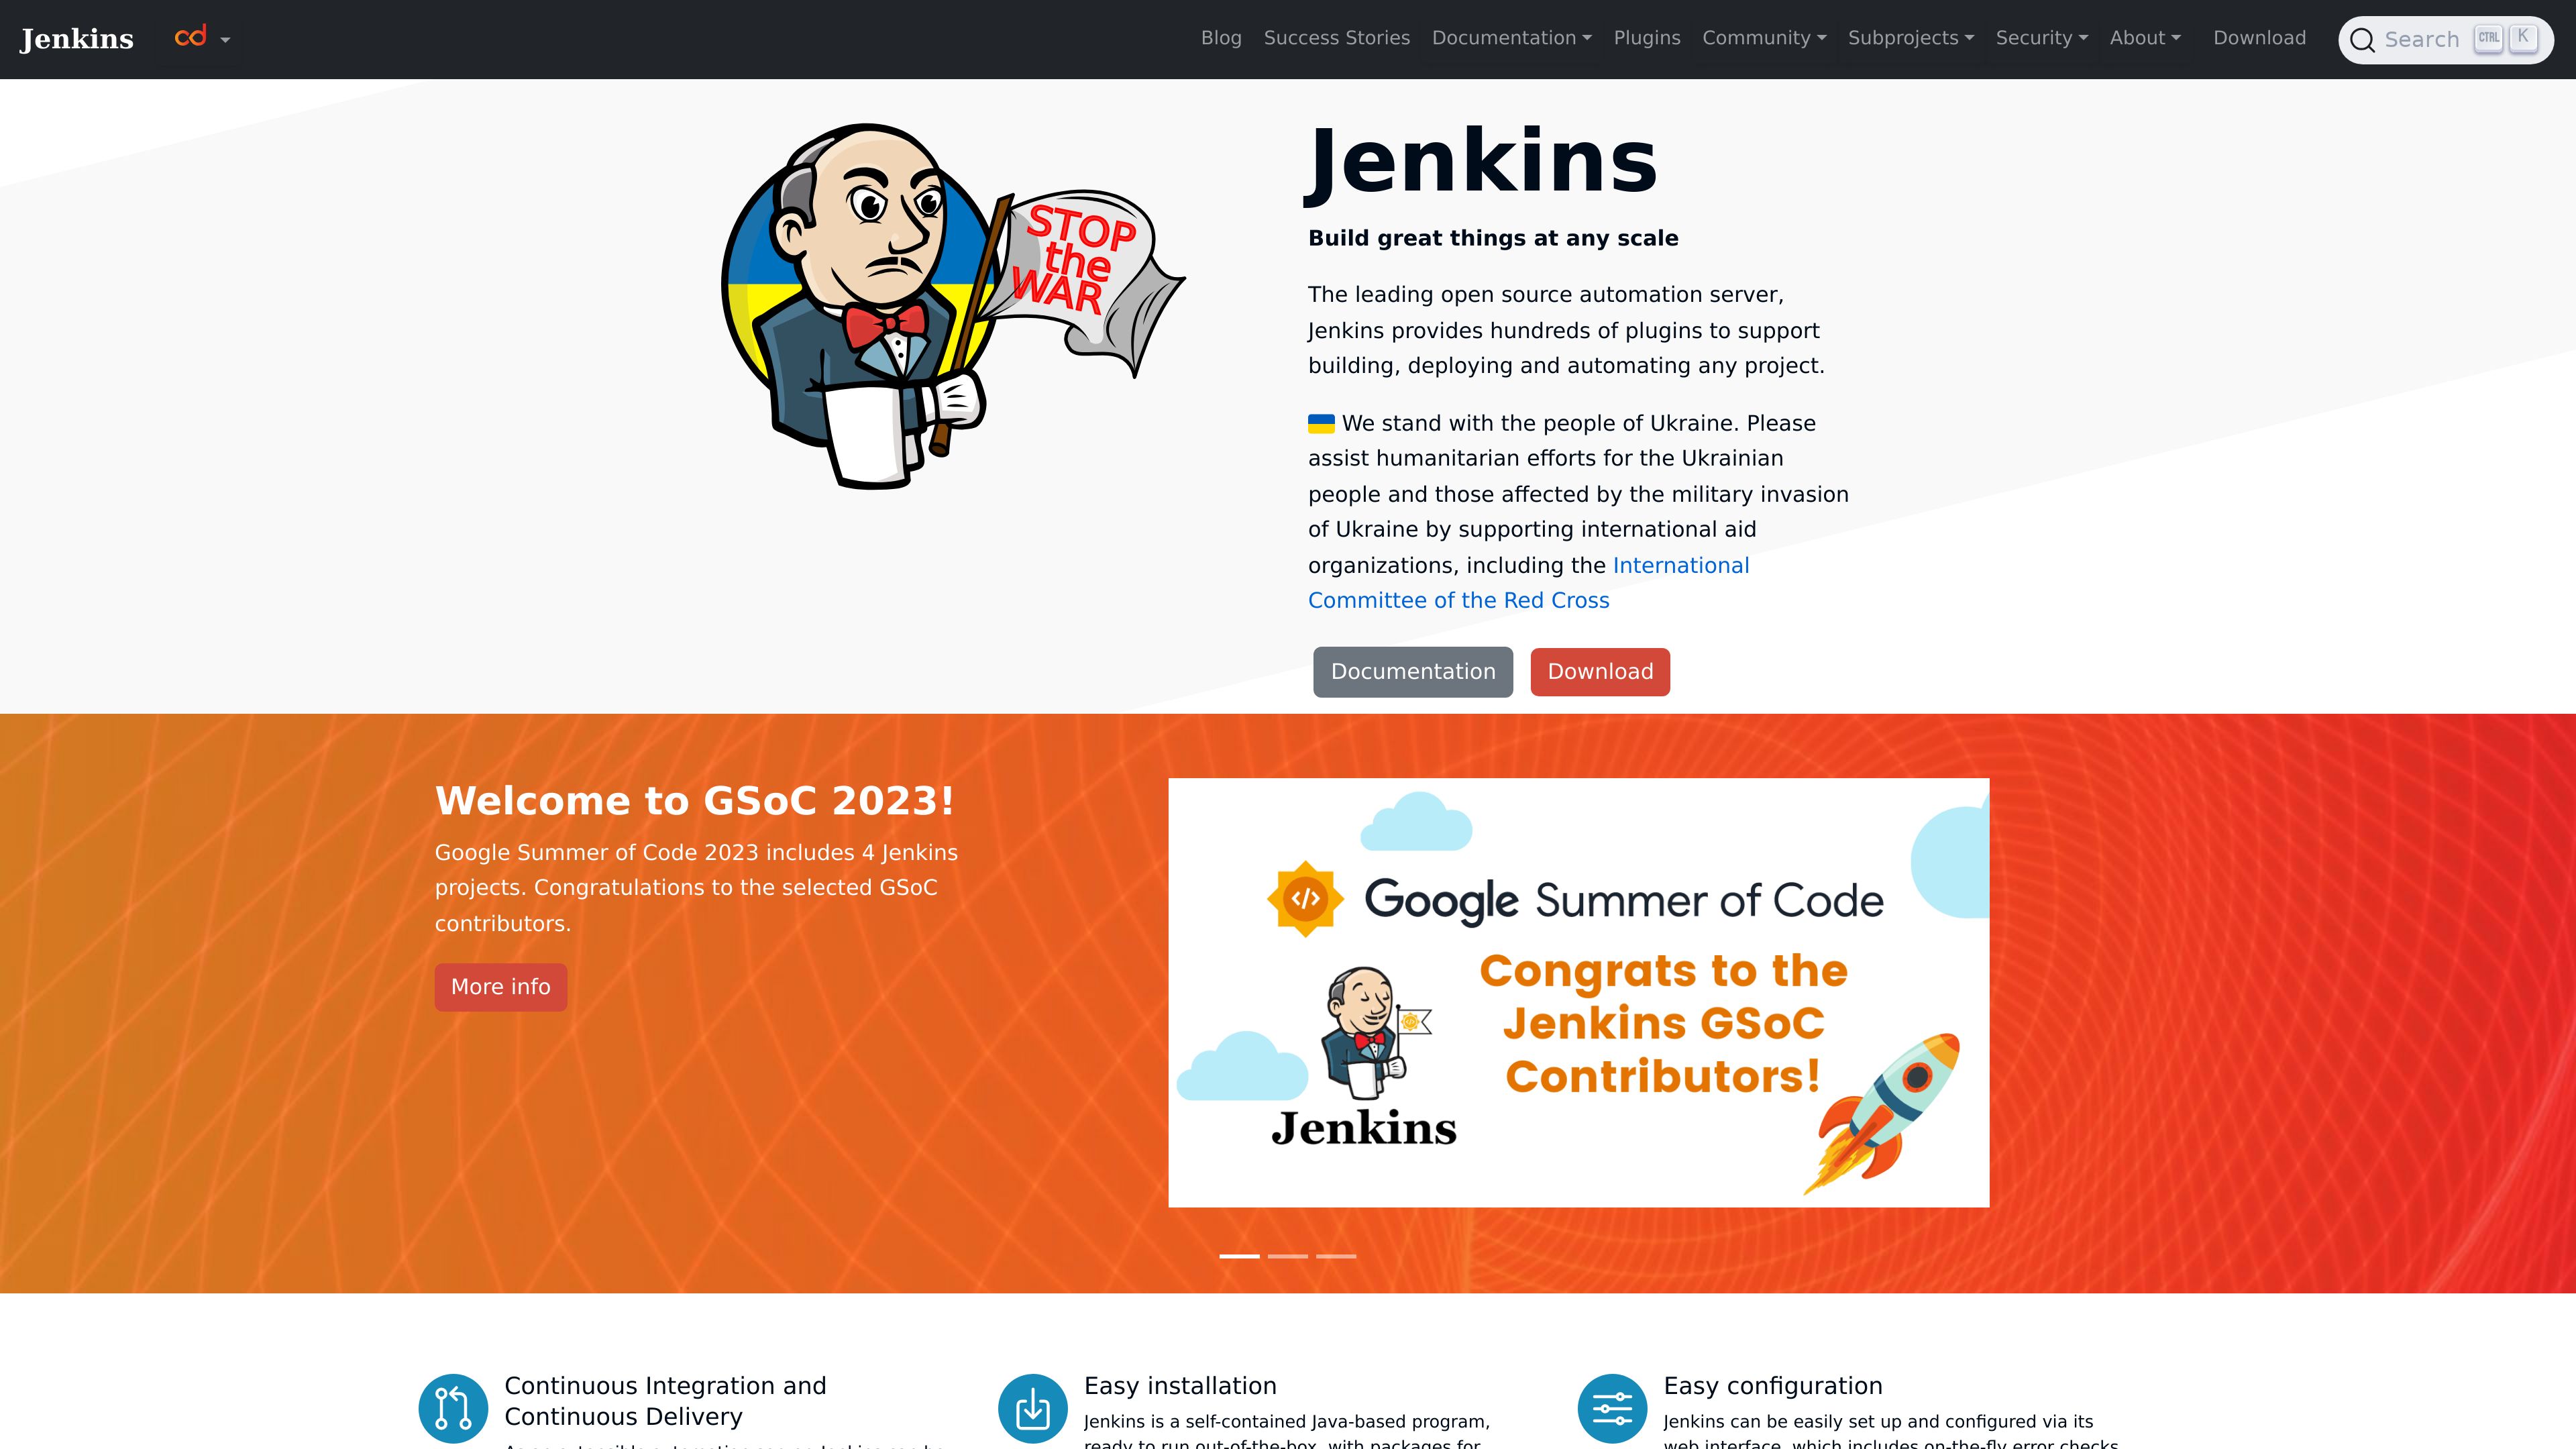 Jenkins
Blog Success Stories Documentation Plugins Community Subprojects Security About Download Search CTRL K
STOP
the
WAR
Jenkins
Build great things at any scale
The leading open source automation server,
Jenkins provides hundreds of plugins to support
building, deploying and automating any project.
We stand with the people of Ukraine. Please
assist humanitarian efforts for the Ukrainian
people and those affected by the military invasion
of Ukraine by supporting international aid
organizations, including the International
Committee of the Red Cross
Documentation Download
Welcome to GSoC 2023!
Google Summer of Code 2023 includes 4 Jenkins
projects. Congratulations to the selected GSoC
contributors.
More info
Google Summer of Code
Congrats to the
Jenkins GSoC
Contributors!
Jenkins
Continuous Integration and
Continuous Delivery
Easy installation
Jenkins is a self-contained Java-based program,
ready to run out-of-the-box, with packages for
Easy configuration
Jenkins can be easily set up and configured via its
web interface, which includes on-the-fly error checks